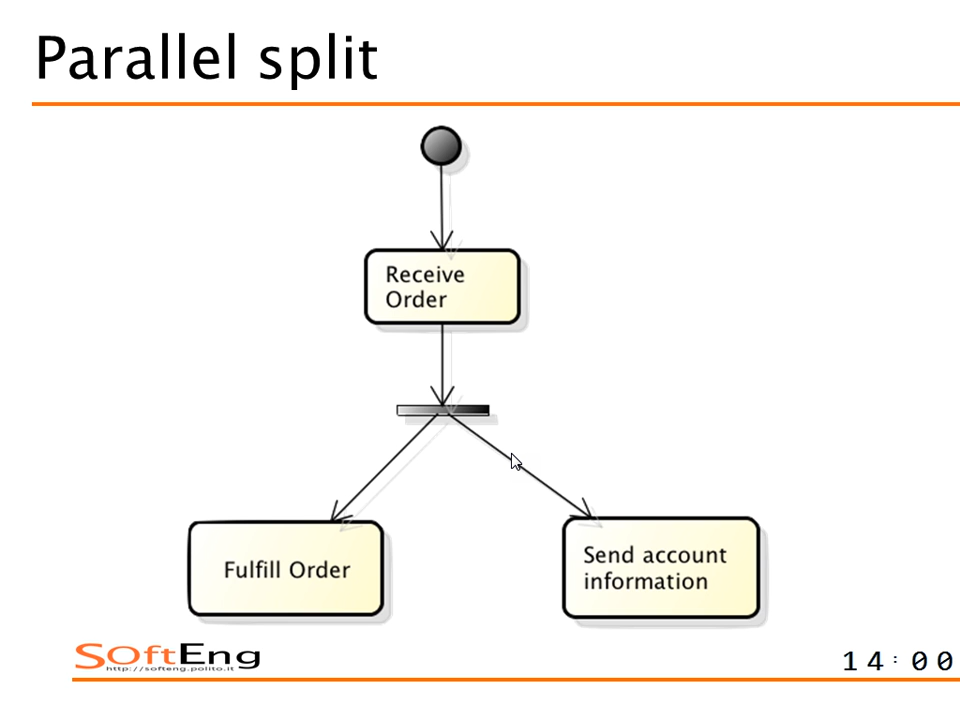 Parallel split
Receive
Order
Fulfill Order
Send account
information
SOftEng
http://softeng.polito.it
14:00